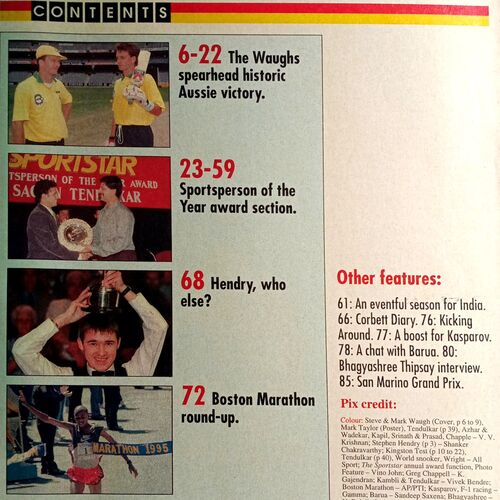 CONTENTS
6-22 The Waughs
spearhead historic
Aussie victory.
SPORTSTAR
TSPERSON OF THE AWARD
23-59
Sportsperson of the
Year award section.
68 Hendry, who
else?
72 Boston Marathon
round-up.
MARATHON 1995
Other features:
61: An eventful season for India.
66: Corbett Diary. 76: Kicking
Around. 77: A boost for Kasparov.
78: A chat with Barua. 80:
Bhagyashree Thipsay interview.
85: San Marino Grand Prix.
Pix credit:
Colour: Steve & Mark Waugh (Cover, p 6 to 9),
Mark Taylor (Poster), Tendulkar (p 39), Azhar &
Wadekar, Kapil, Srinath & Prasad, Chapple – V. V.
Krishnan; Stephen Hendry (p 3) – Shanker
Chakravarthy; Kingston Test (p 10 to 22),
Tendulkar (p 40), World snooker, Wright – All
Sport; The Sportstar annual award function, Photo
Feature – Vino John; Greg Chappell – K.
Gajendran; Kambli & Tendulkar – Vivek Bendre;
Boston Marathon – AP/PTI; Kasparov, F-1 racing –
Gamma; Barua – Sandeep Saxena; Bhagyashree –